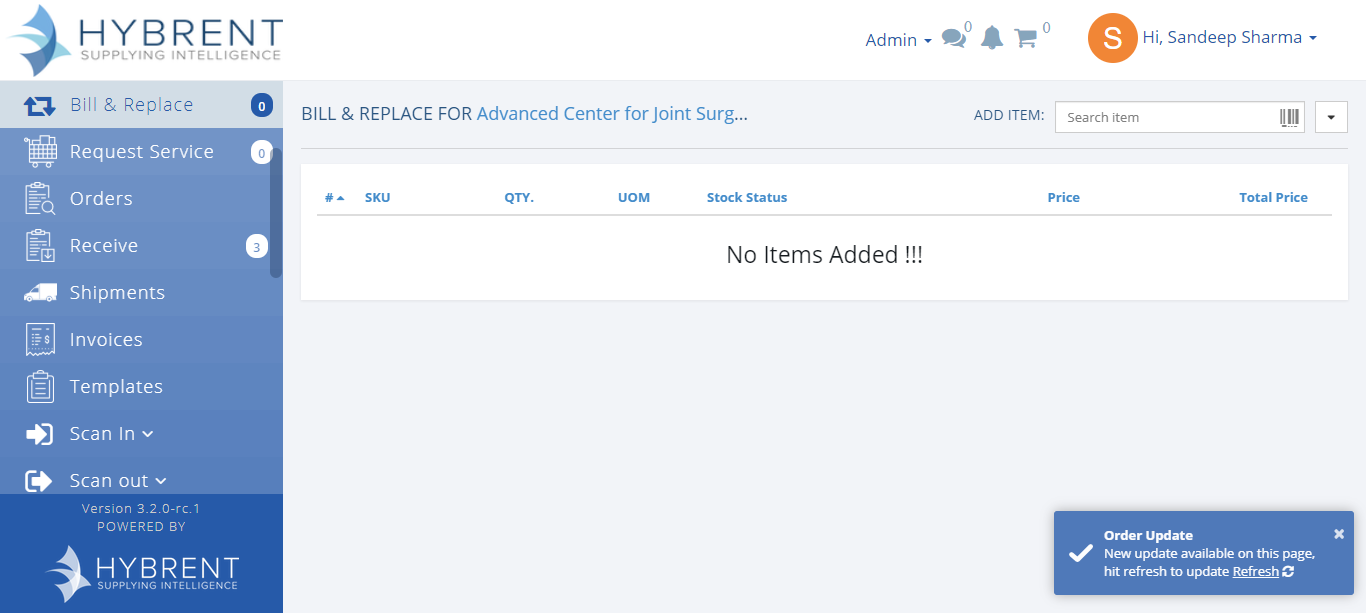 HYBRENT
SUPPLYING INTELLIGENCE
Admin 0 0 S Hi, Sandeep Sharma
Bill & Replace 0
Request Service 0
Orders
Receive 3
Shipments
Invoices
Templates
Scan In
Scan out
Version 3.2.0-rc.1
POWERED BY
HYBRENT
SUPPLYING INTELLIGENCE
BILL & REPLACE FOR Advanced Center for Joint Surg...
ADD ITEM: Search item
# SKU QTY. UOM Stock Status Price Total Price
No Items Added !!!
Order Update
New update available on this page,
hit refresh to update Refresh